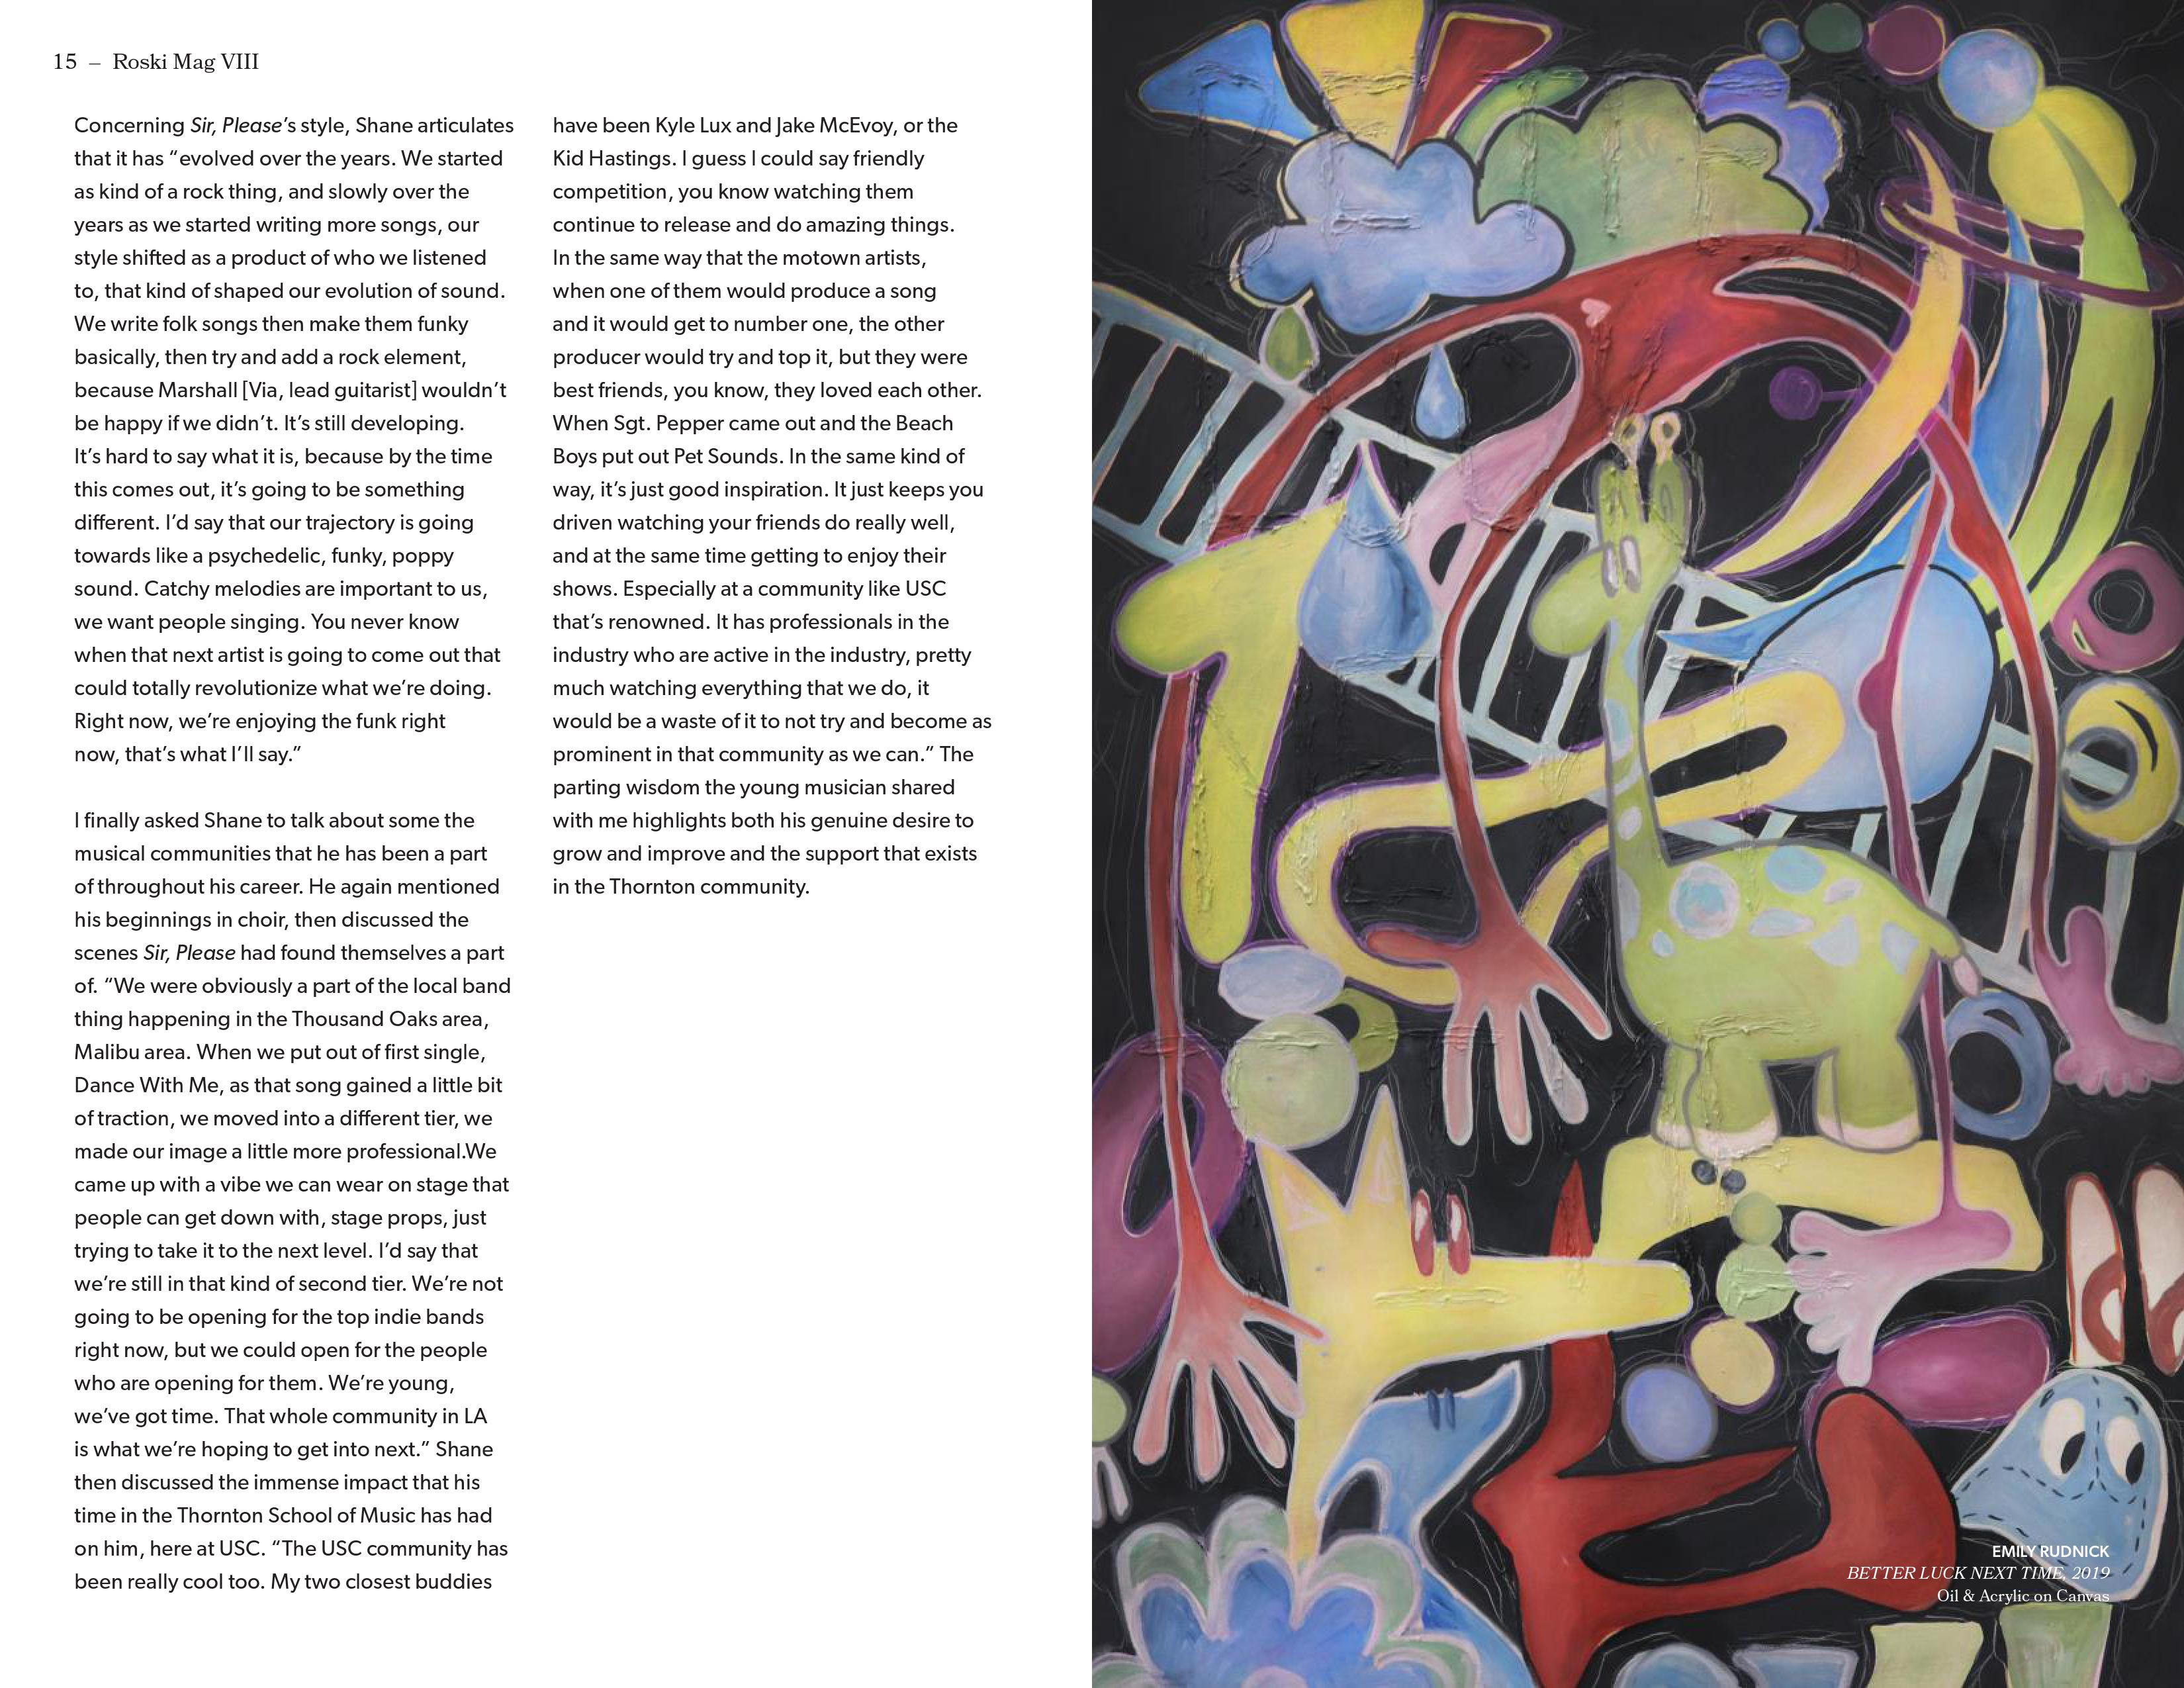 15 – Roski Mag VIII
Concerning Sir, Please’s style, Shane articulates
that it has “evolved over the years. We started
as kind of a rock thing, and slowly over the
years as we started writing more songs, our
style shifted as a product of who we listened
to, that kind of shaped our evolution of sound.
We write folk songs then make them funky
basically, then try and add a rock element,
because Marshall [Via, lead guitarist] wouldn’t
be happy if we didn’t. It’s still developing.
It’s hard to say what it is, because by the time
this comes out, it’s going to be something
different. I’d say that our trajectory is going
towards like a psychedelic, funky, poppy
sound. Catchy melodies are important to us,
we want people singing. You never know
when that next artist is going to come out that
could totally revolutionize what we’re doing.
Right now, we’re enjoying the funk right
now, that’s what I’ll say.”
I finally asked Shane to talk about some the
musical communities that he has been a part
of throughout his career. He again mentioned
his beginnings in choir, then discussed the
scenes Sir, Please had found themselves a part
of. “We were obviously a part of the local band
thing happening in the Thousand Oaks area,
Malibu area. When we put out of first single,
Dance With Me, as that song gained a little bit
of traction, we moved into a different tier, we
made our image a little more professional.We
came up with a vibe we can wear on stage that
people can get down with, stage props, just
trying to take it to the next level. I’d say that
we’re still in that kind of second tier. We’re not
going to be opening for the top indie bands
right now, but we could open for the people
who are opening for them. We’re young,
we’ve got time. That whole community in LA
is what we’re hoping to get into next.” Shane
then discussed the immense impact that his
time in the Thornton School of Music has had
on him, here at USC. “The USC community has
been really cool too. My two closest buddies
have been Kyle Lux and Jake McEvoy, or the
Kid Hastings. I guess I could say friendly
competition, you know watching them
continue to release and do amazing things.
In the same way that the motown artists,
when one of them would produce a song
and it would get to number one, the other
producer would try and top it, but they were
best friends, you know, they loved each other.
When Sgt. Pepper came out and the Beach
Boys put out Pet Sounds. In the same kind of
way, it’s just good inspiration. It just keeps you
driven watching your friends do really well,
and at the same time getting to enjoy their
shows. Especially at a community like USC
that’s renowned. It has professionals in the
industry who are active in the industry, pretty
much watching everything that we do, it
would be a waste of it to not try and become as
prominent in that community as we can.” The
parting wisdom the young musician shared
with me highlights both his genuine desire to
grow and improve and the support that exists
in the Thornton community.
EMILY RUDNICK
BETTER LUCK NEXT TIME, 2019
Oil & Acrylic on Canvas